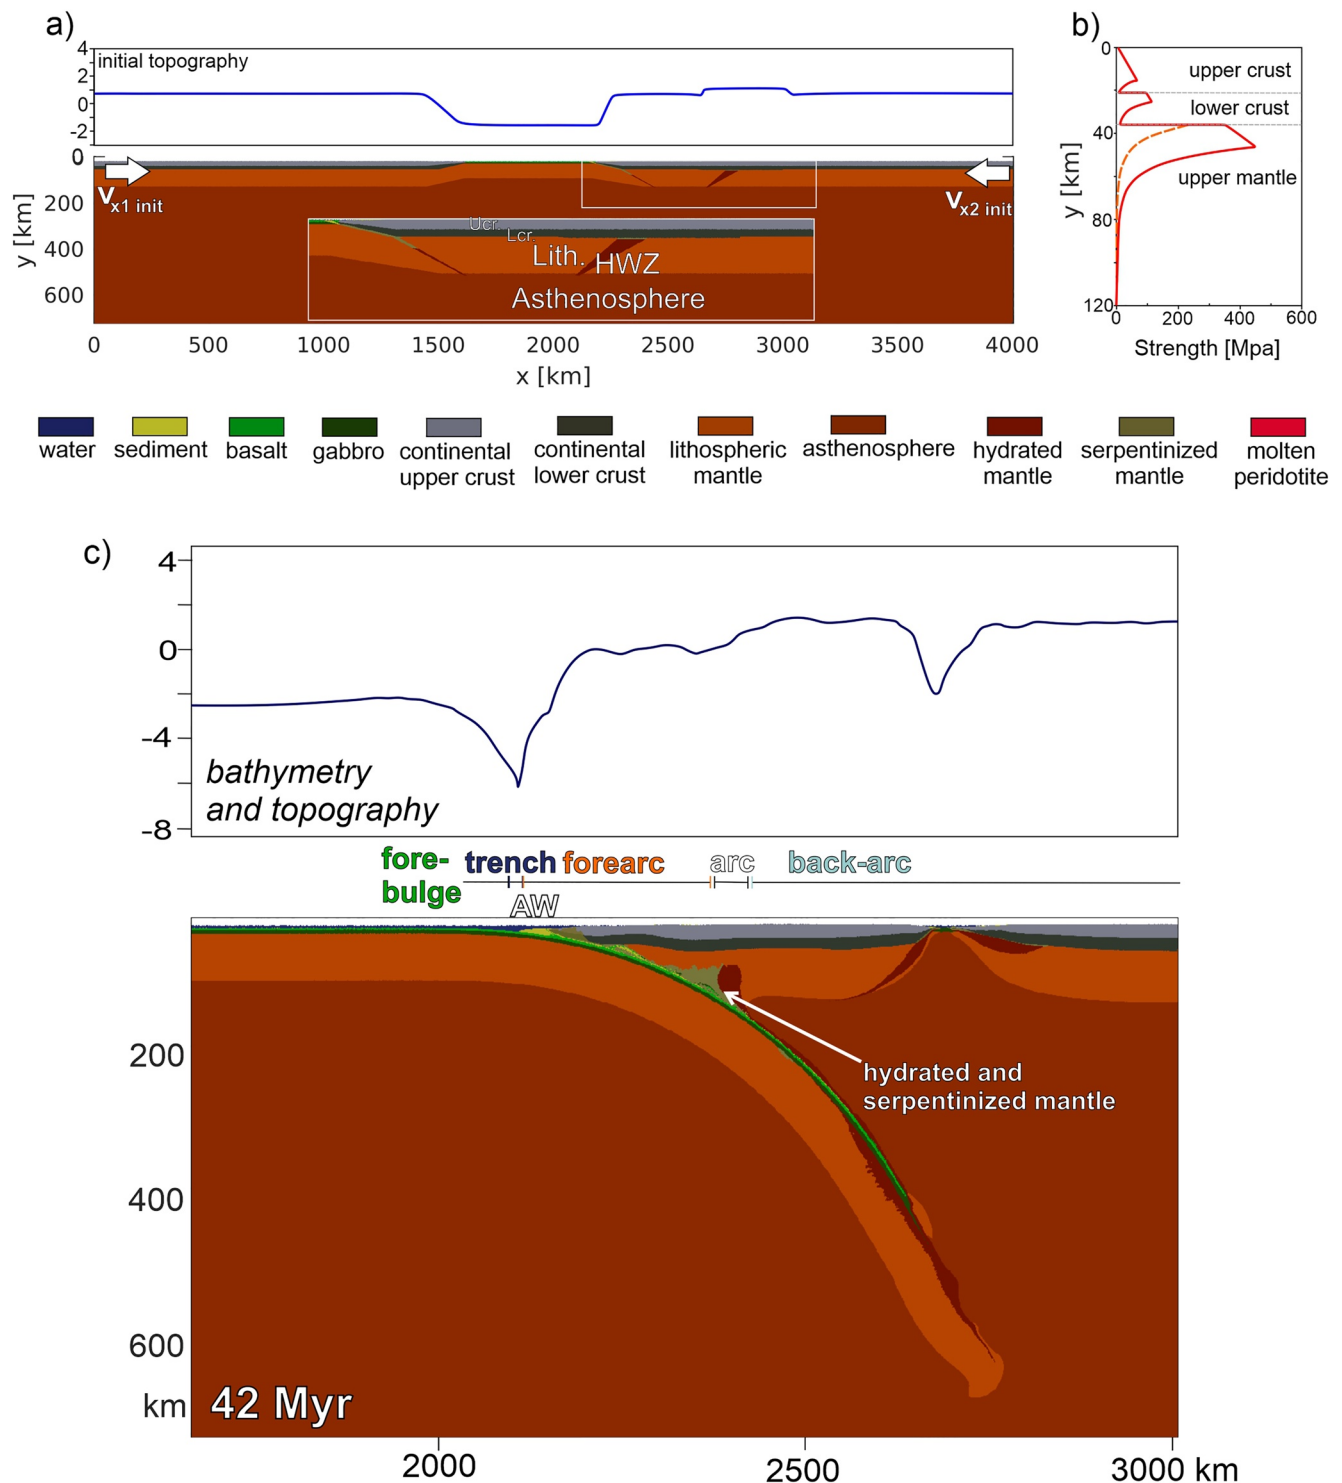 a)
4
2
0
-2
initial topography
0
200
400
600
y [km]
Vx1 init
Vx2 init
Ucr.
Lcr.
Lith.
HWZ
Asthenosphere
0 500 1000 1500 2000 2500 3000 3500 4000
x [km]
b)
0
40
80
120
y [km]
upper crust
lower crust
upper mantle
0 200 400 600
Strength [Mpa]
water
sediment
basalt
gabbro
continental
upper crust
continental
lower crust
lithospheric
mantle
asthenosphere
hydrated
mantle
serpentinized
mantle
molten
peridotite
c)
4
0
-4
-8
bathymetry
and topography
fore-
bulge
trench
forearc
arc
back-arc
AW
200
400
600
km
hydrated and
serpentinized mantle
42 Myr
2000 2500 3000 km